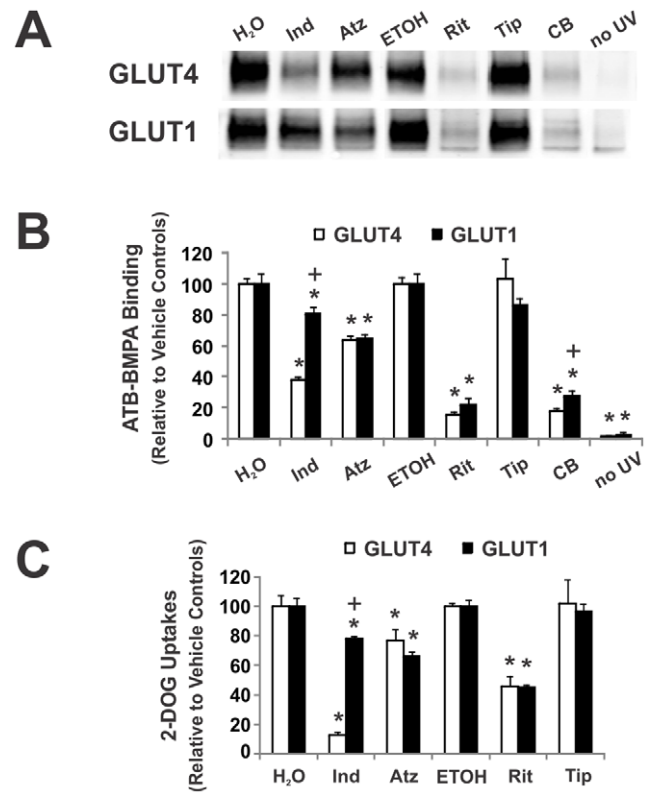 A
H₂O Ind Atz ETOH Rit Tip CB no UV
GLUT4
GLUT1
B
GLUT4 GLUT1
ATB-BMPA Binding
(Relative to Vehicle Controls)
120
100
80
60
40
20
0
+
*
*
* *
* *
+
*
*
* *
H₂O Ind Atz ETOH Rit Tip CB no UV
C
GLUT4 GLUT1
2-DOG Uptakes
(Relative to Vehicle Controls)
120
100
80
60
40
20
0
+
*
*
*
*
* *
H₂O Ind Atz ETOH Rit Tip